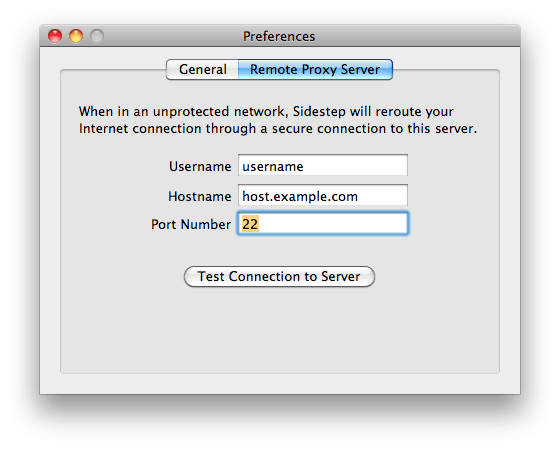 Preferences
General Remote Proxy Server
When in an unprotected network, Sidestep will reroute your
Internet connection through a secure connection to this server.
Username username
Hostname host.example.com
Port Number 22
Test Connection to Server